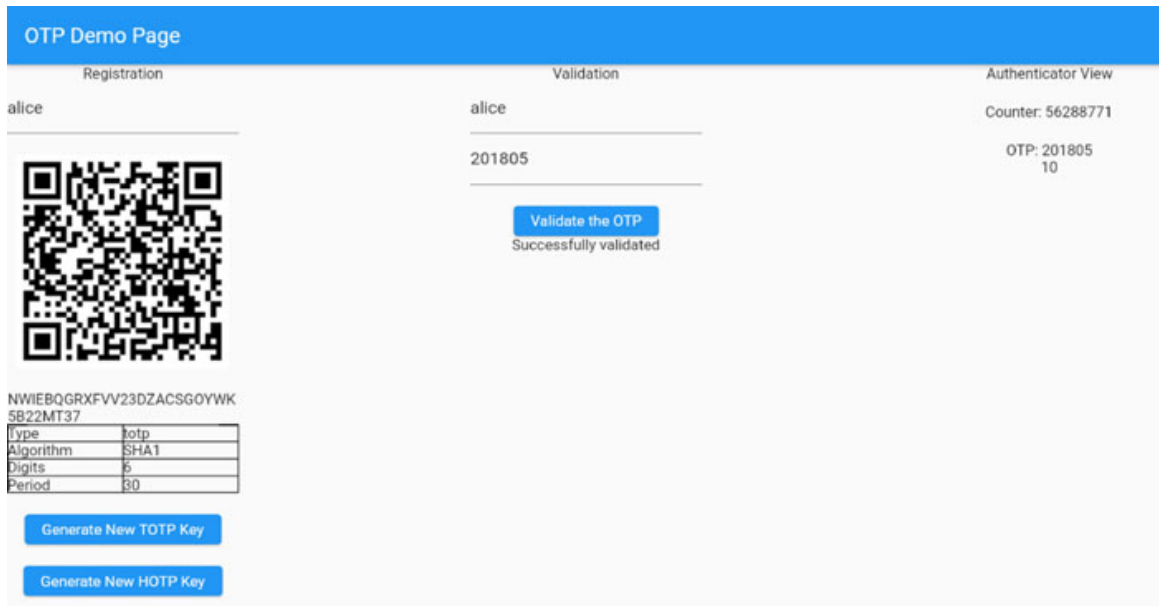 OTP Demo Page
Registration
alice
NWIEBQGRXFVV23DZACSGOYWK
5B22MT37
Type totp
Algorithm SHA1
Digits 6
Period 30
Generate New TOTP Key
Generate New HOTP Key
Validation
alice
201805
Validate the OTP
Successfully validated
Authenticator View
Counter: 56288771
OTP: 201805
10